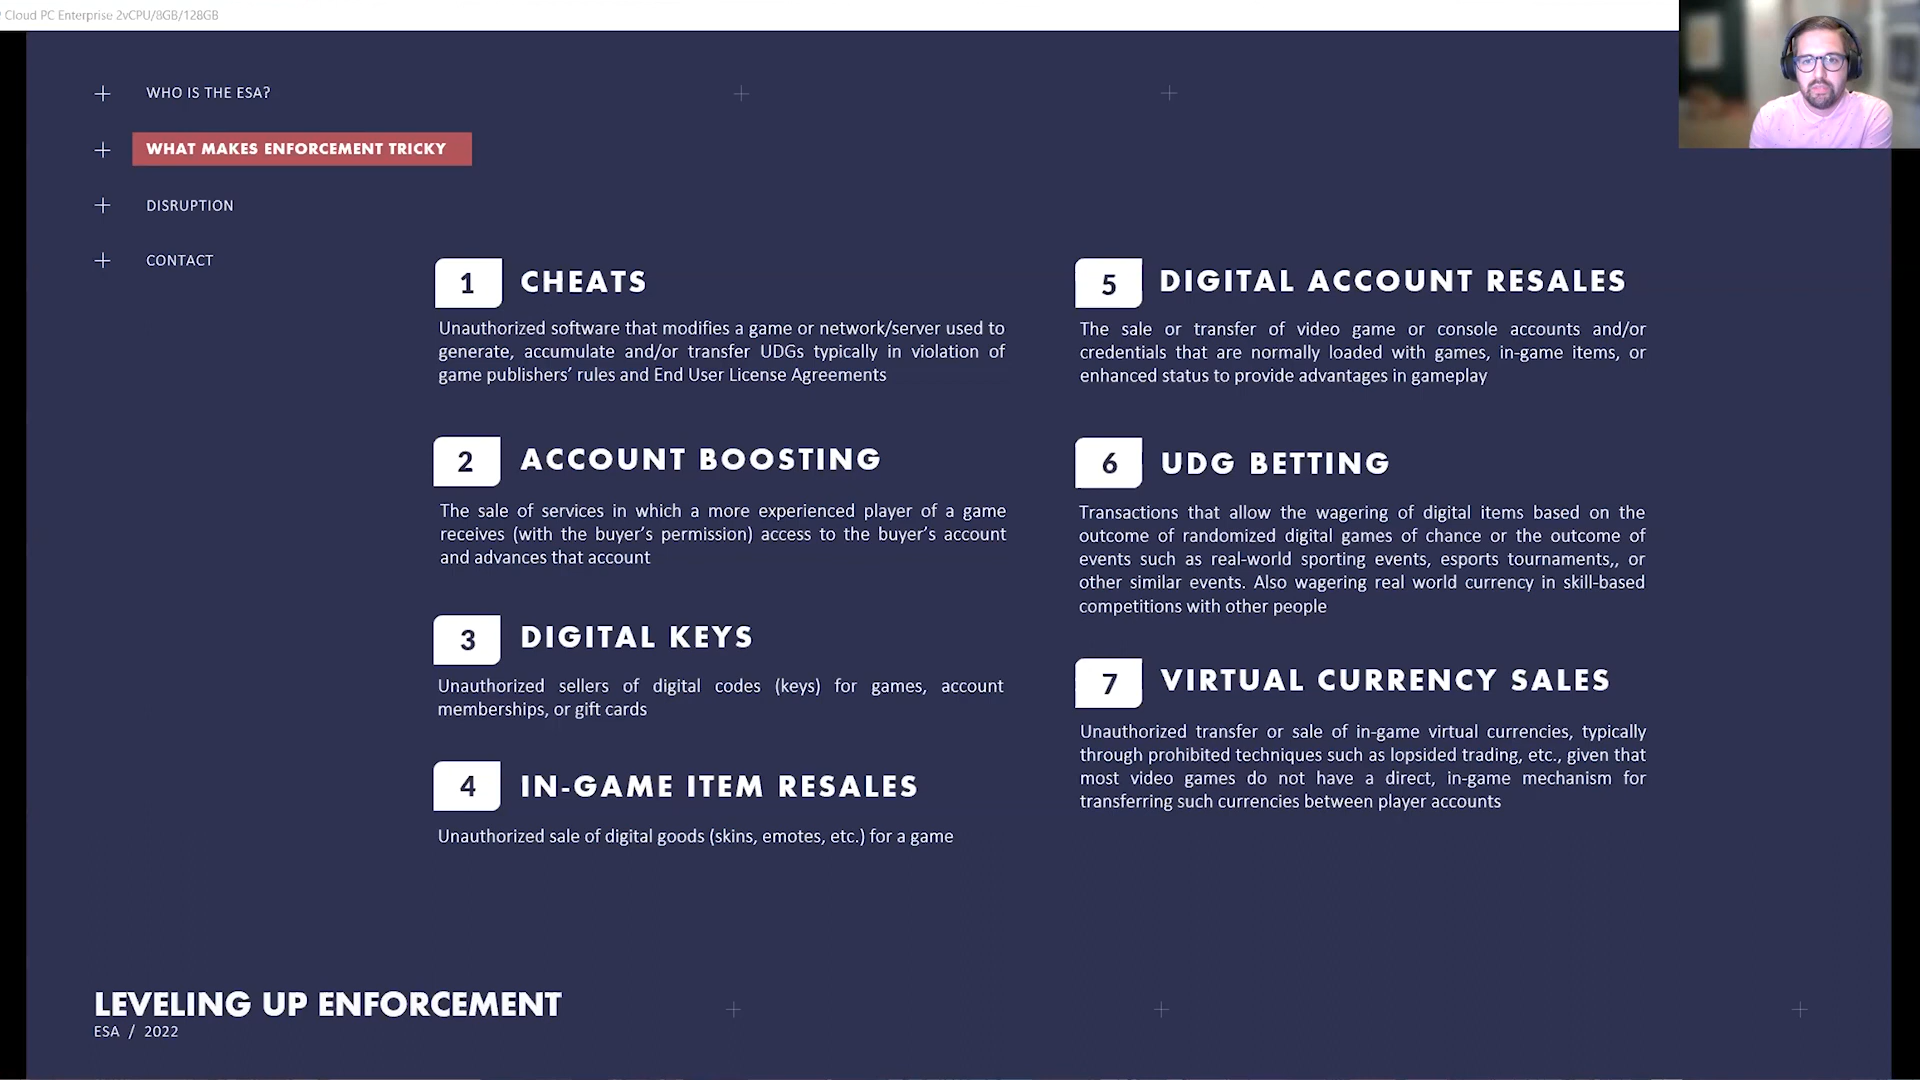 Cloud PC Enterprise 2vCPU/8GB/128GB
WHO IS THE ESA?
WHAT MAKES ENFORCEMENT TRICKY
DISRUPTION
CONTACT
1 CHEATS
Unauthorized software that modifies a game or network/server used to
generate, accumulate and/or transfer UDGs typically in violation of
game publishers’ rules and End User License Agreements
2 ACCOUNT BOOSTING
The sale of services in which a more experienced player of a game
receives (with the buyer’s permission) access to the buyer’s account
and advances that account
3 DIGITAL KEYS
Unauthorized sellers of digital codes (keys) for games, account
memberships, or gift cards
4 IN-GAME ITEM RESALES
Unauthorized sale of digital goods (skins, emotes, etc.) for a game
5 DIGITAL ACCOUNT RESALES
The sale or transfer of video game or console accounts and/or
credentials that are normally loaded with games, in-game items, or
enhanced status to provide advantages in gameplay
6 UDG BETTING
Transactions that allow the wagering of digital items based on the
outcome of randomized digital games of chance or the outcome of
events such as real-world sporting events, esports tournaments,, or
other similar events. Also wagering real world currency in skill-based
competitions with other people
7 VIRTUAL CURRENCY SALES
Unauthorized transfer or sale of in-game virtual currencies, typically
through prohibited techniques such as lopsided trading, etc., given that
most video games do not have a direct, in-game mechanism for
transferring such currencies between player accounts
LEVELING UP ENFORCEMENT
ESA / 2022